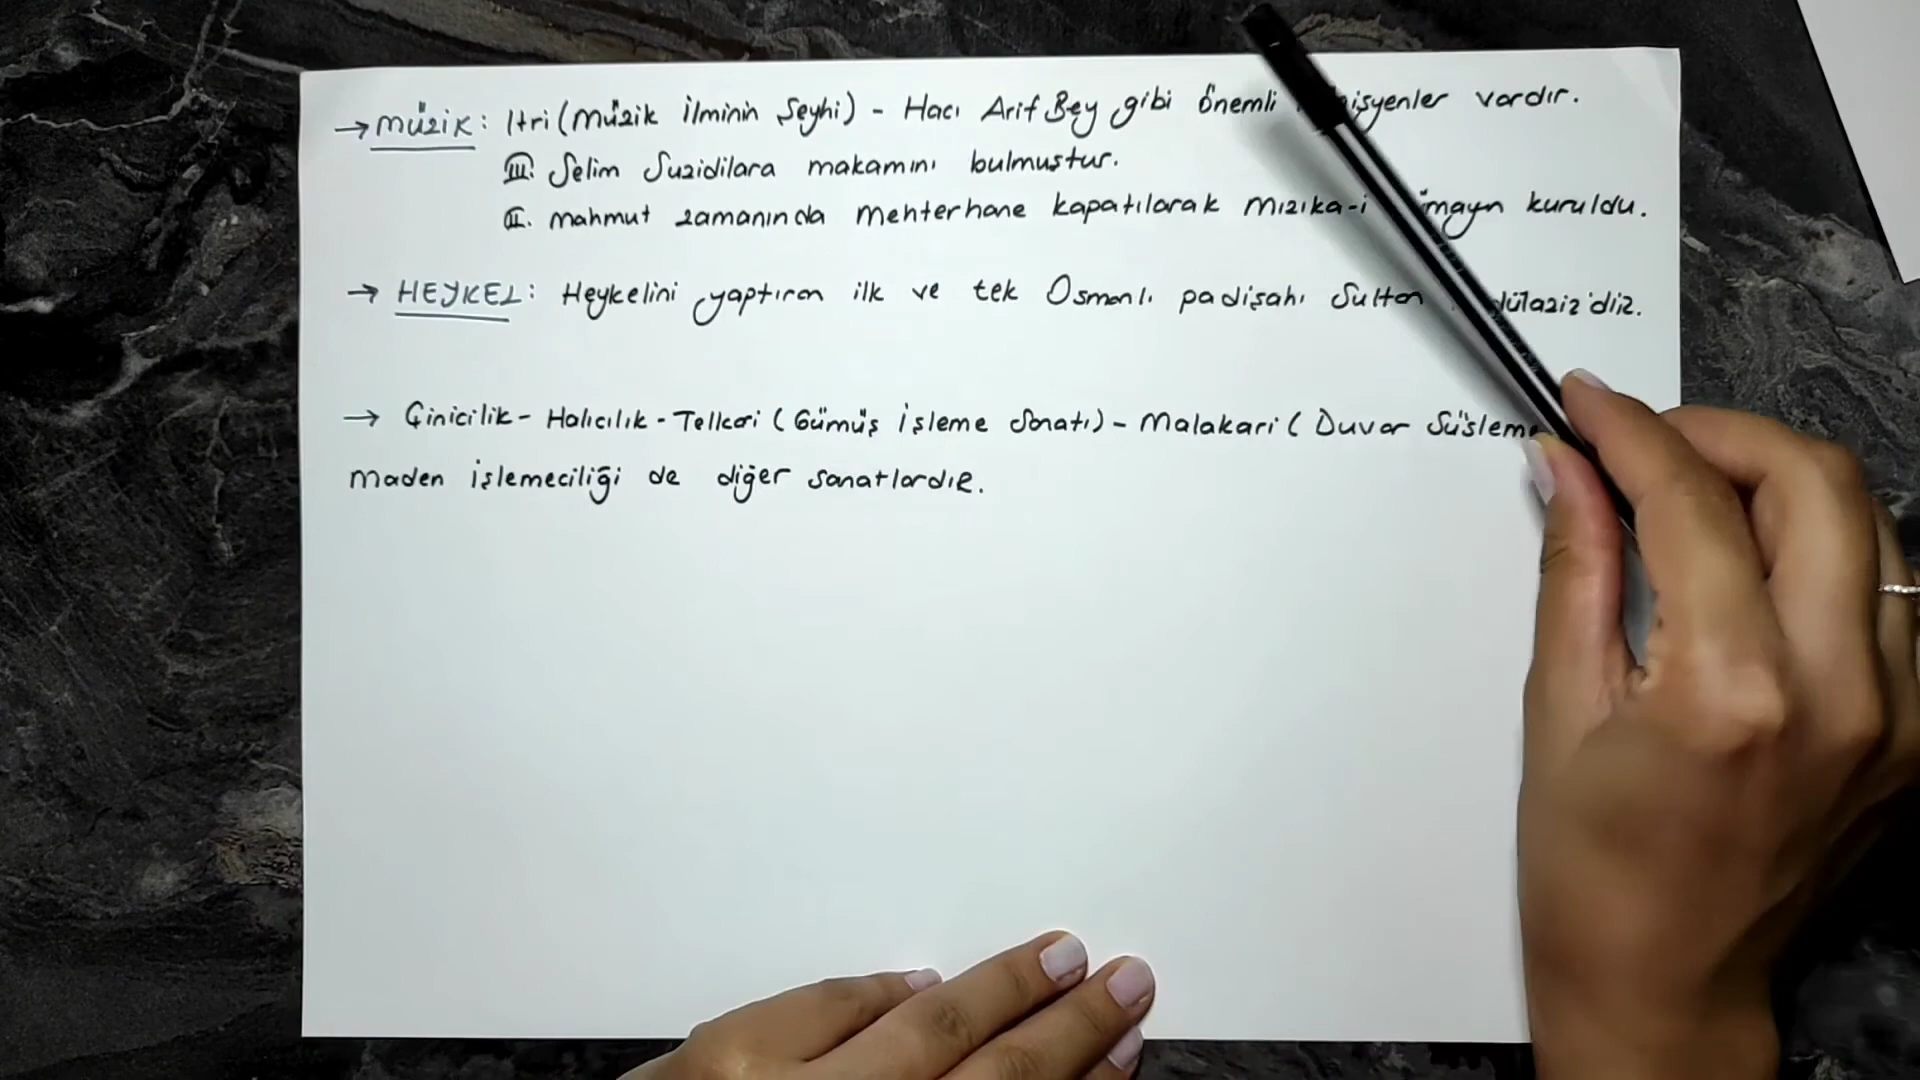 → MÜZİK: Itri (Müzik İlminin Şeyhi) - Hacı Arif Bey gibi önemli vardır.
III. Selim Suzidilara makamını bulmuştur.
II. Mahmut zamanında Mehterhane kapatılarak Mızıka-i kuruldu.
→ HEYKEL: Heykelini yaptıran ilk ve tek Osmanlı padişahı Sultan
→ Çinicilik - Halıcılık - Telkari (Gümüş İşleme Sanatı) - Malakari ( Duvar Süsleme
maden işlemeciliği de diğer sanatlardır.